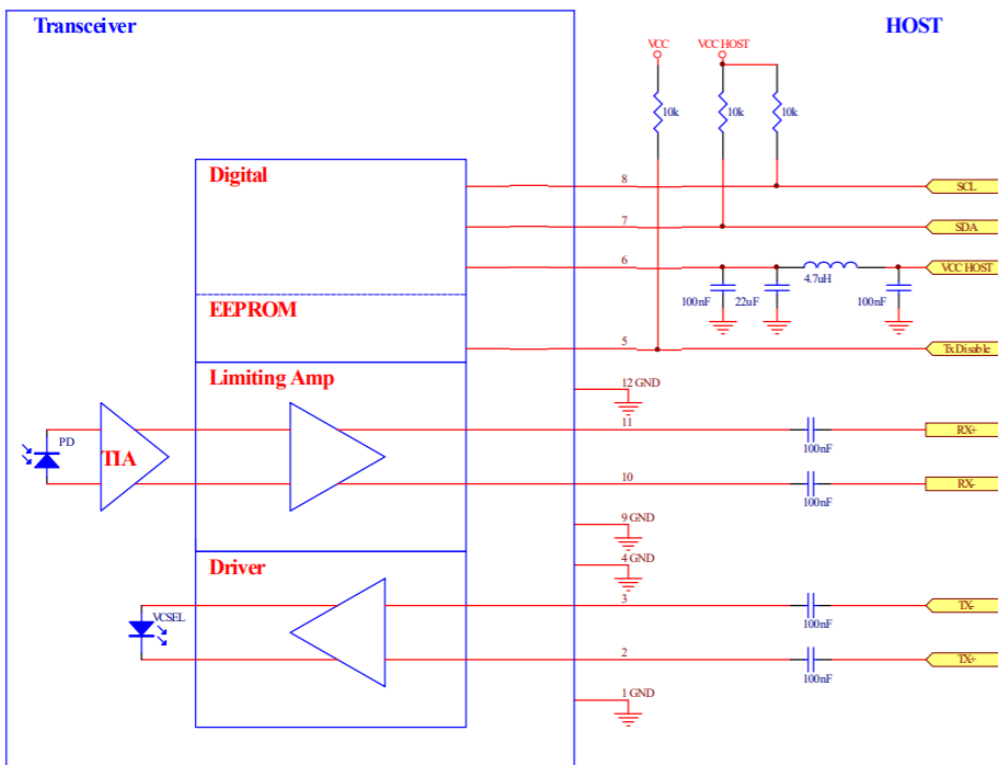 Transceiver
HOST
VCC
VCC HOST
10k
10k
10k
Digital
8
SCL
7
SDA
6
VCC HOST
4.7uH
100nF
22uF
100nF
EEPROM
5
Tx Disable
Limiting Amp
12 GND
11
RX+
PD
TIA
100nF
10
RX-
100nF
9 GND
4 GND
Driver
3
TX-
VCSEL
100nF
2
TX+
100nF
1 GND